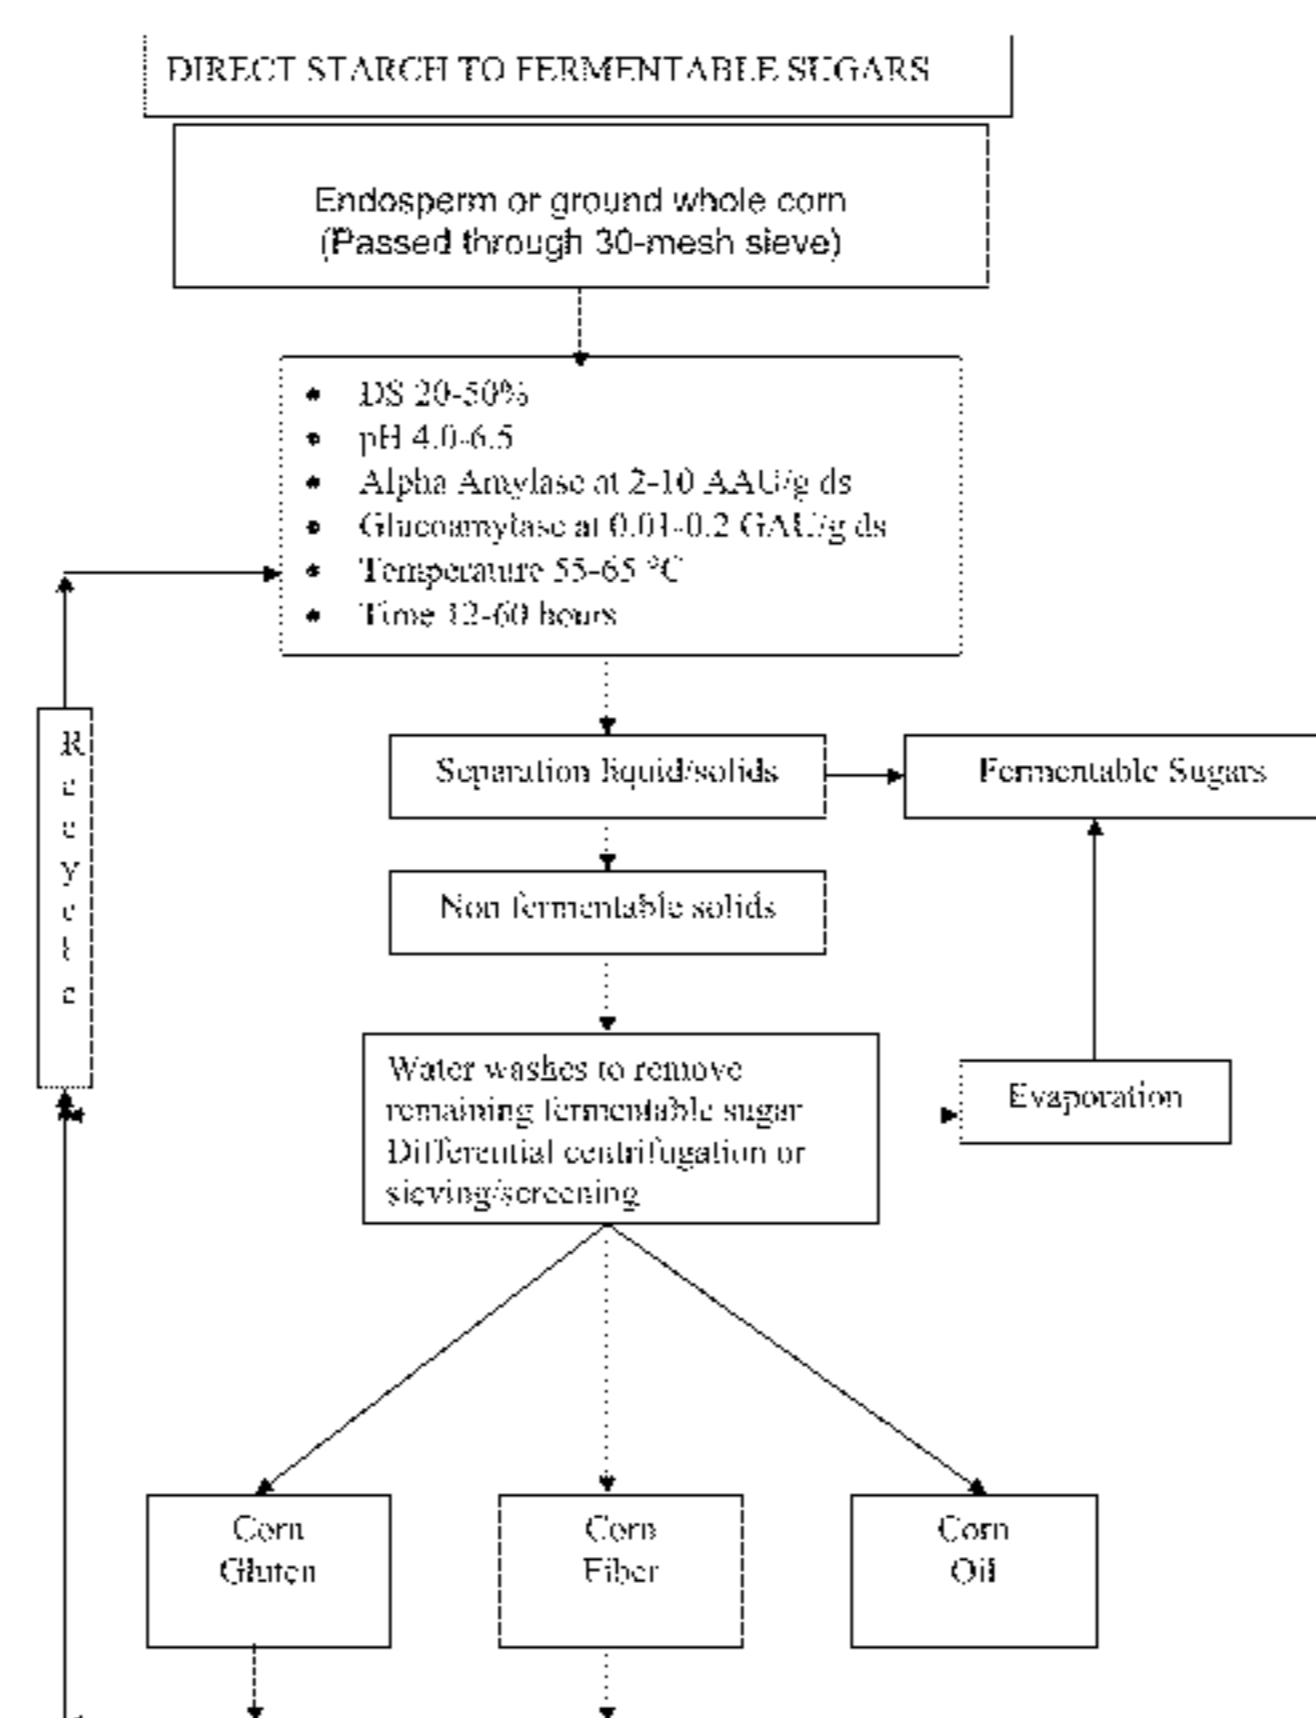 DIRECT STARCH TO FERMENTABLE SUGARS
Endosperm or ground whole corn
(Passed through 30-mesh sieve)
• DS 20-50%
• pH 4.0-6.5
• Alpha Amylase at 2-10 AAU/g ds
• Glucoamylase at 0.01-0.2 GAU/g ds
• Temperature 55-65 °C
• Time 12-60 hours
Recycle
Separation liquid/solids
Fermentable Sugars
Non fermentable solids
Water washes to remove
remaining fermentable sugar
Differential centrifugation or
sieving/screening
Evaporation
Corn
Gluten
Corn
Fiber
Corn
Oil